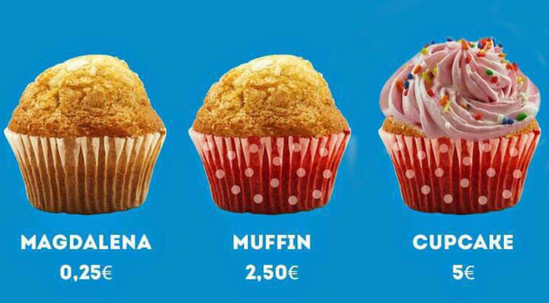 MAGDALENA
0,25€
MUFFIN
2,50€
CUPCAKE
5€